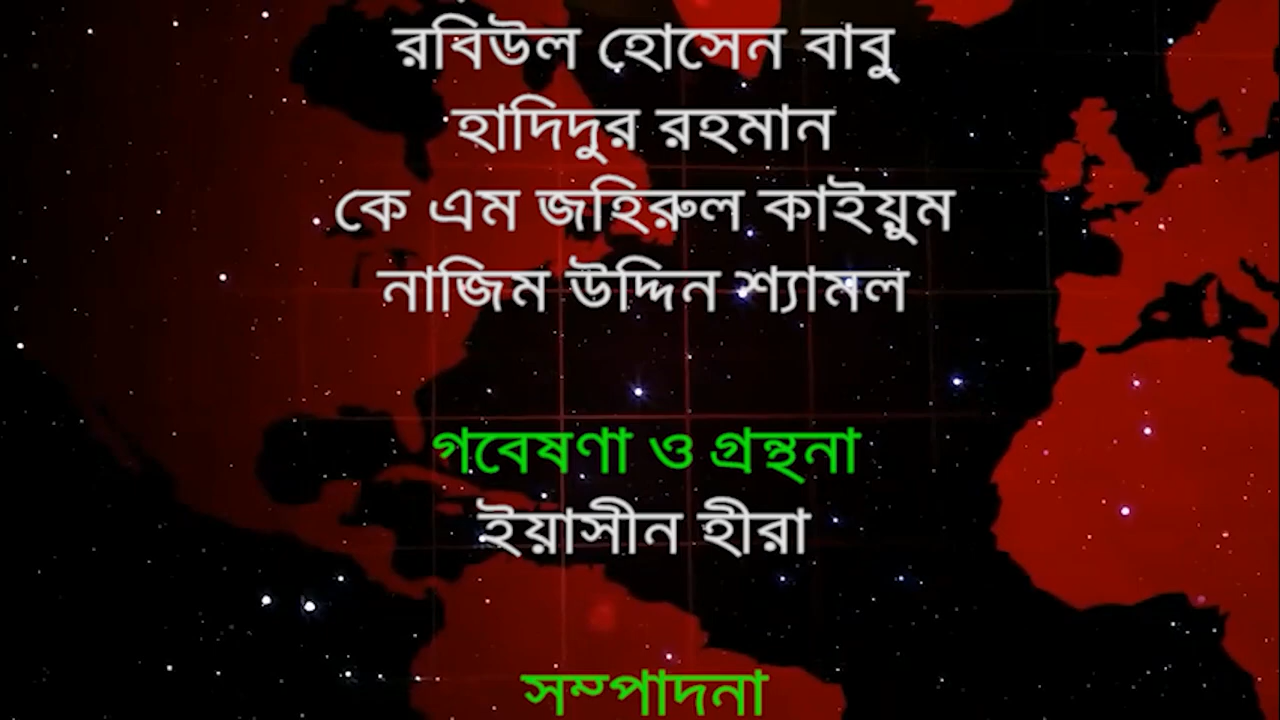 রবিউল হোসেন বাবু
হাদিদুর রহমান
কে এম জহিরুল কাইয়ুম
নাজিম উদ্দিন শ্যামল
গবেষণা ও গ্রন্থনা
ইয়াসীন হীরা
সম্পাদনা